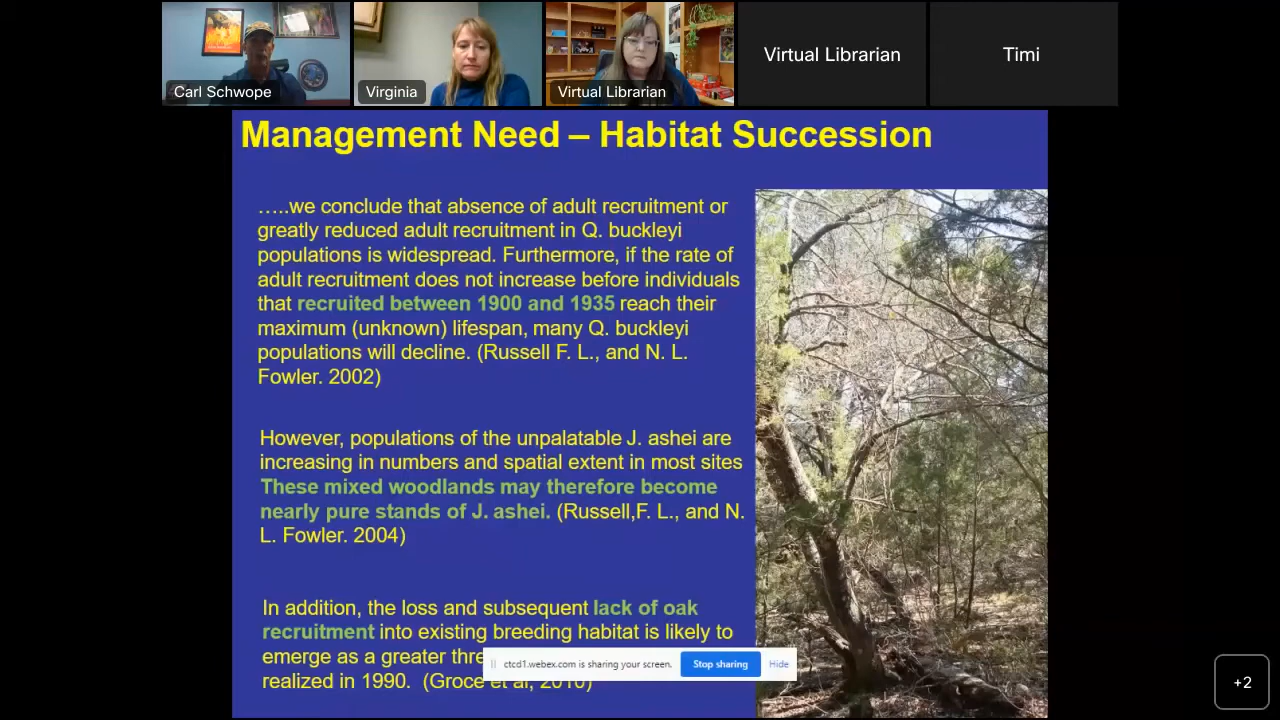 Carl Schwope
Virginia
Virtual Librarian
Virtual Librarian
Timi
Management Need – Habitat Succession
…..we conclude that absence of adult recruitment or
greatly reduced adult recruitment in Q. buckleyi
populations is widespread. Furthermore, if the rate of
adult recruitment does not increase before individuals
that recruited between 1900 and 1935 reach their
maximum (unknown) lifespan, many Q. buckleyi
populations will decline. (Russell F. L., and N. L.
Fowler. 2002)
However, populations of the unpalatable J. ashei are
increasing in numbers and spatial extent in most sites
These mixed woodlands may therefore become
nearly pure stands of J. ashei. (Russell,F. L., and N.
L. Fowler. 2004)
In addition, the loss and subsequent lack of oak
recruitment into existing breeding habitat is likely to
emerge as a greater thre
realized in 1990. (Groce et al, 2010)
ctcd1.webex.com is sharing your screen.
Stop sharing
Hide
+2